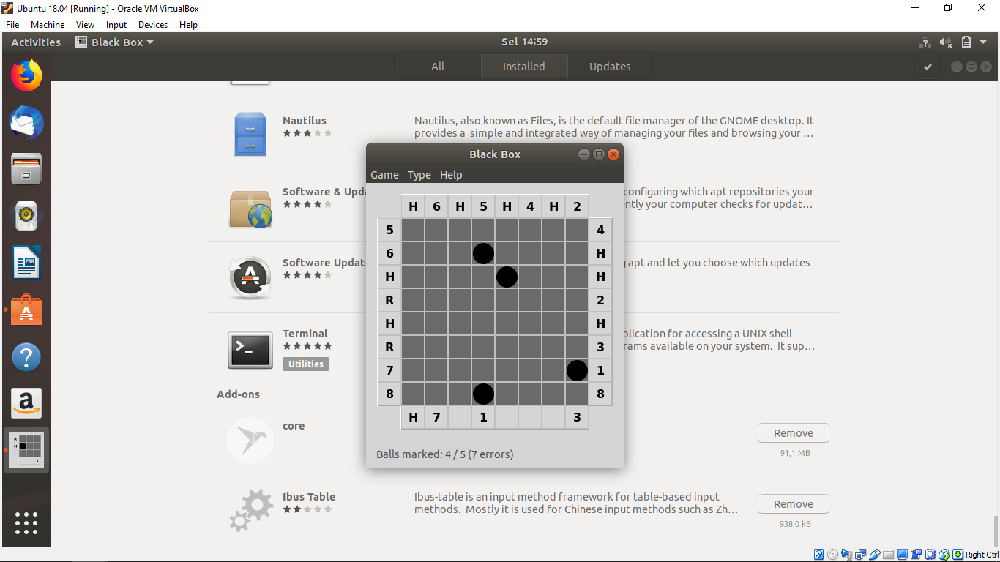 Ubuntu 18.04 [Running] - Oracle VM VirtualBox
File Machine View Input Devices Help
Activities Black Box Sel 14:59
All Installed Updates
Nautilus
Nautilus, also known as Files, is the default file manager of the GNOME desktop. It
provides a simple and integrated way of managing your files and browsing your ...
Software & Upda
configuring which apt repositories your
ently your computer checks for updat...
Software Updat
g apt and let you choose which updates
Terminal
plication for accessing a UNIX shell
rams available on your system. It sup...
Utilities
Add-ons
core
Remove
91,1 MB
Ibus Table
Ibus-table is an input method framework for table-based input
methods. Mostly it is used for Chinese input methods such as Zh...
Remove
938,0 kB
Black Box
Game Type Help
H 6 H 5 H 4 H 2
5 4
6 H
H H
R 2
H H
R 3
7 1
8 8
H 7 1 3
Balls marked: 4 / 5 (7 errors)
Right Ctrl